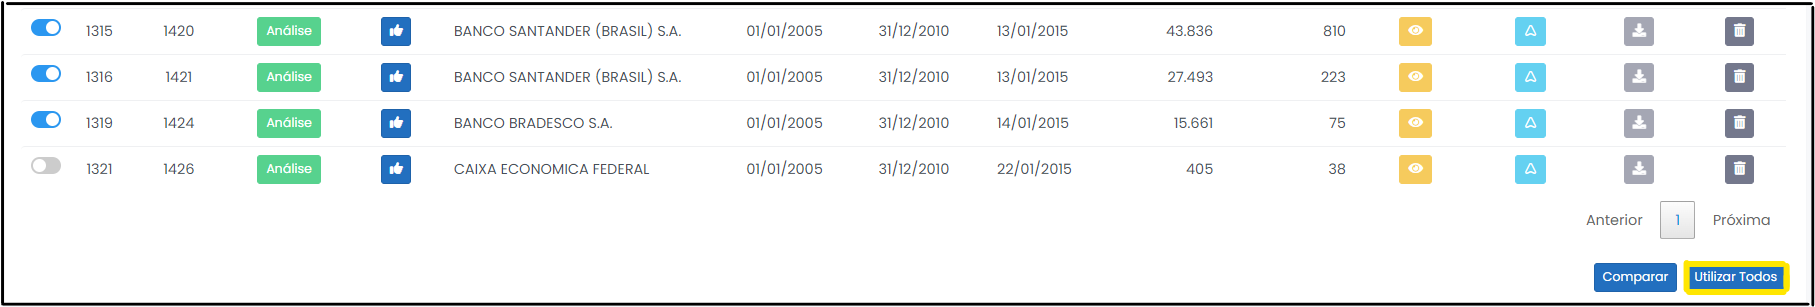 1315 1420 Análise BANCO SANTANDER (BRASIL) S.A. 01/01/2005 31/12/2010 13/01/2015 43.836 810
1316 1421 Análise BANCO SANTANDER (BRASIL) S.A. 01/01/2005 31/12/2010 13/01/2015 27.493 223
1319 1424 Análise BANCO BRADESCO S.A. 01/01/2005 31/12/2010 14/01/2015 15.661 75
1321 1426 Análise CAIXA ECONOMICA FEDERAL 01/01/2005 31/12/2010 22/01/2015 405 38
Anterior 1 Próxima
Comparar Utilizar Todos